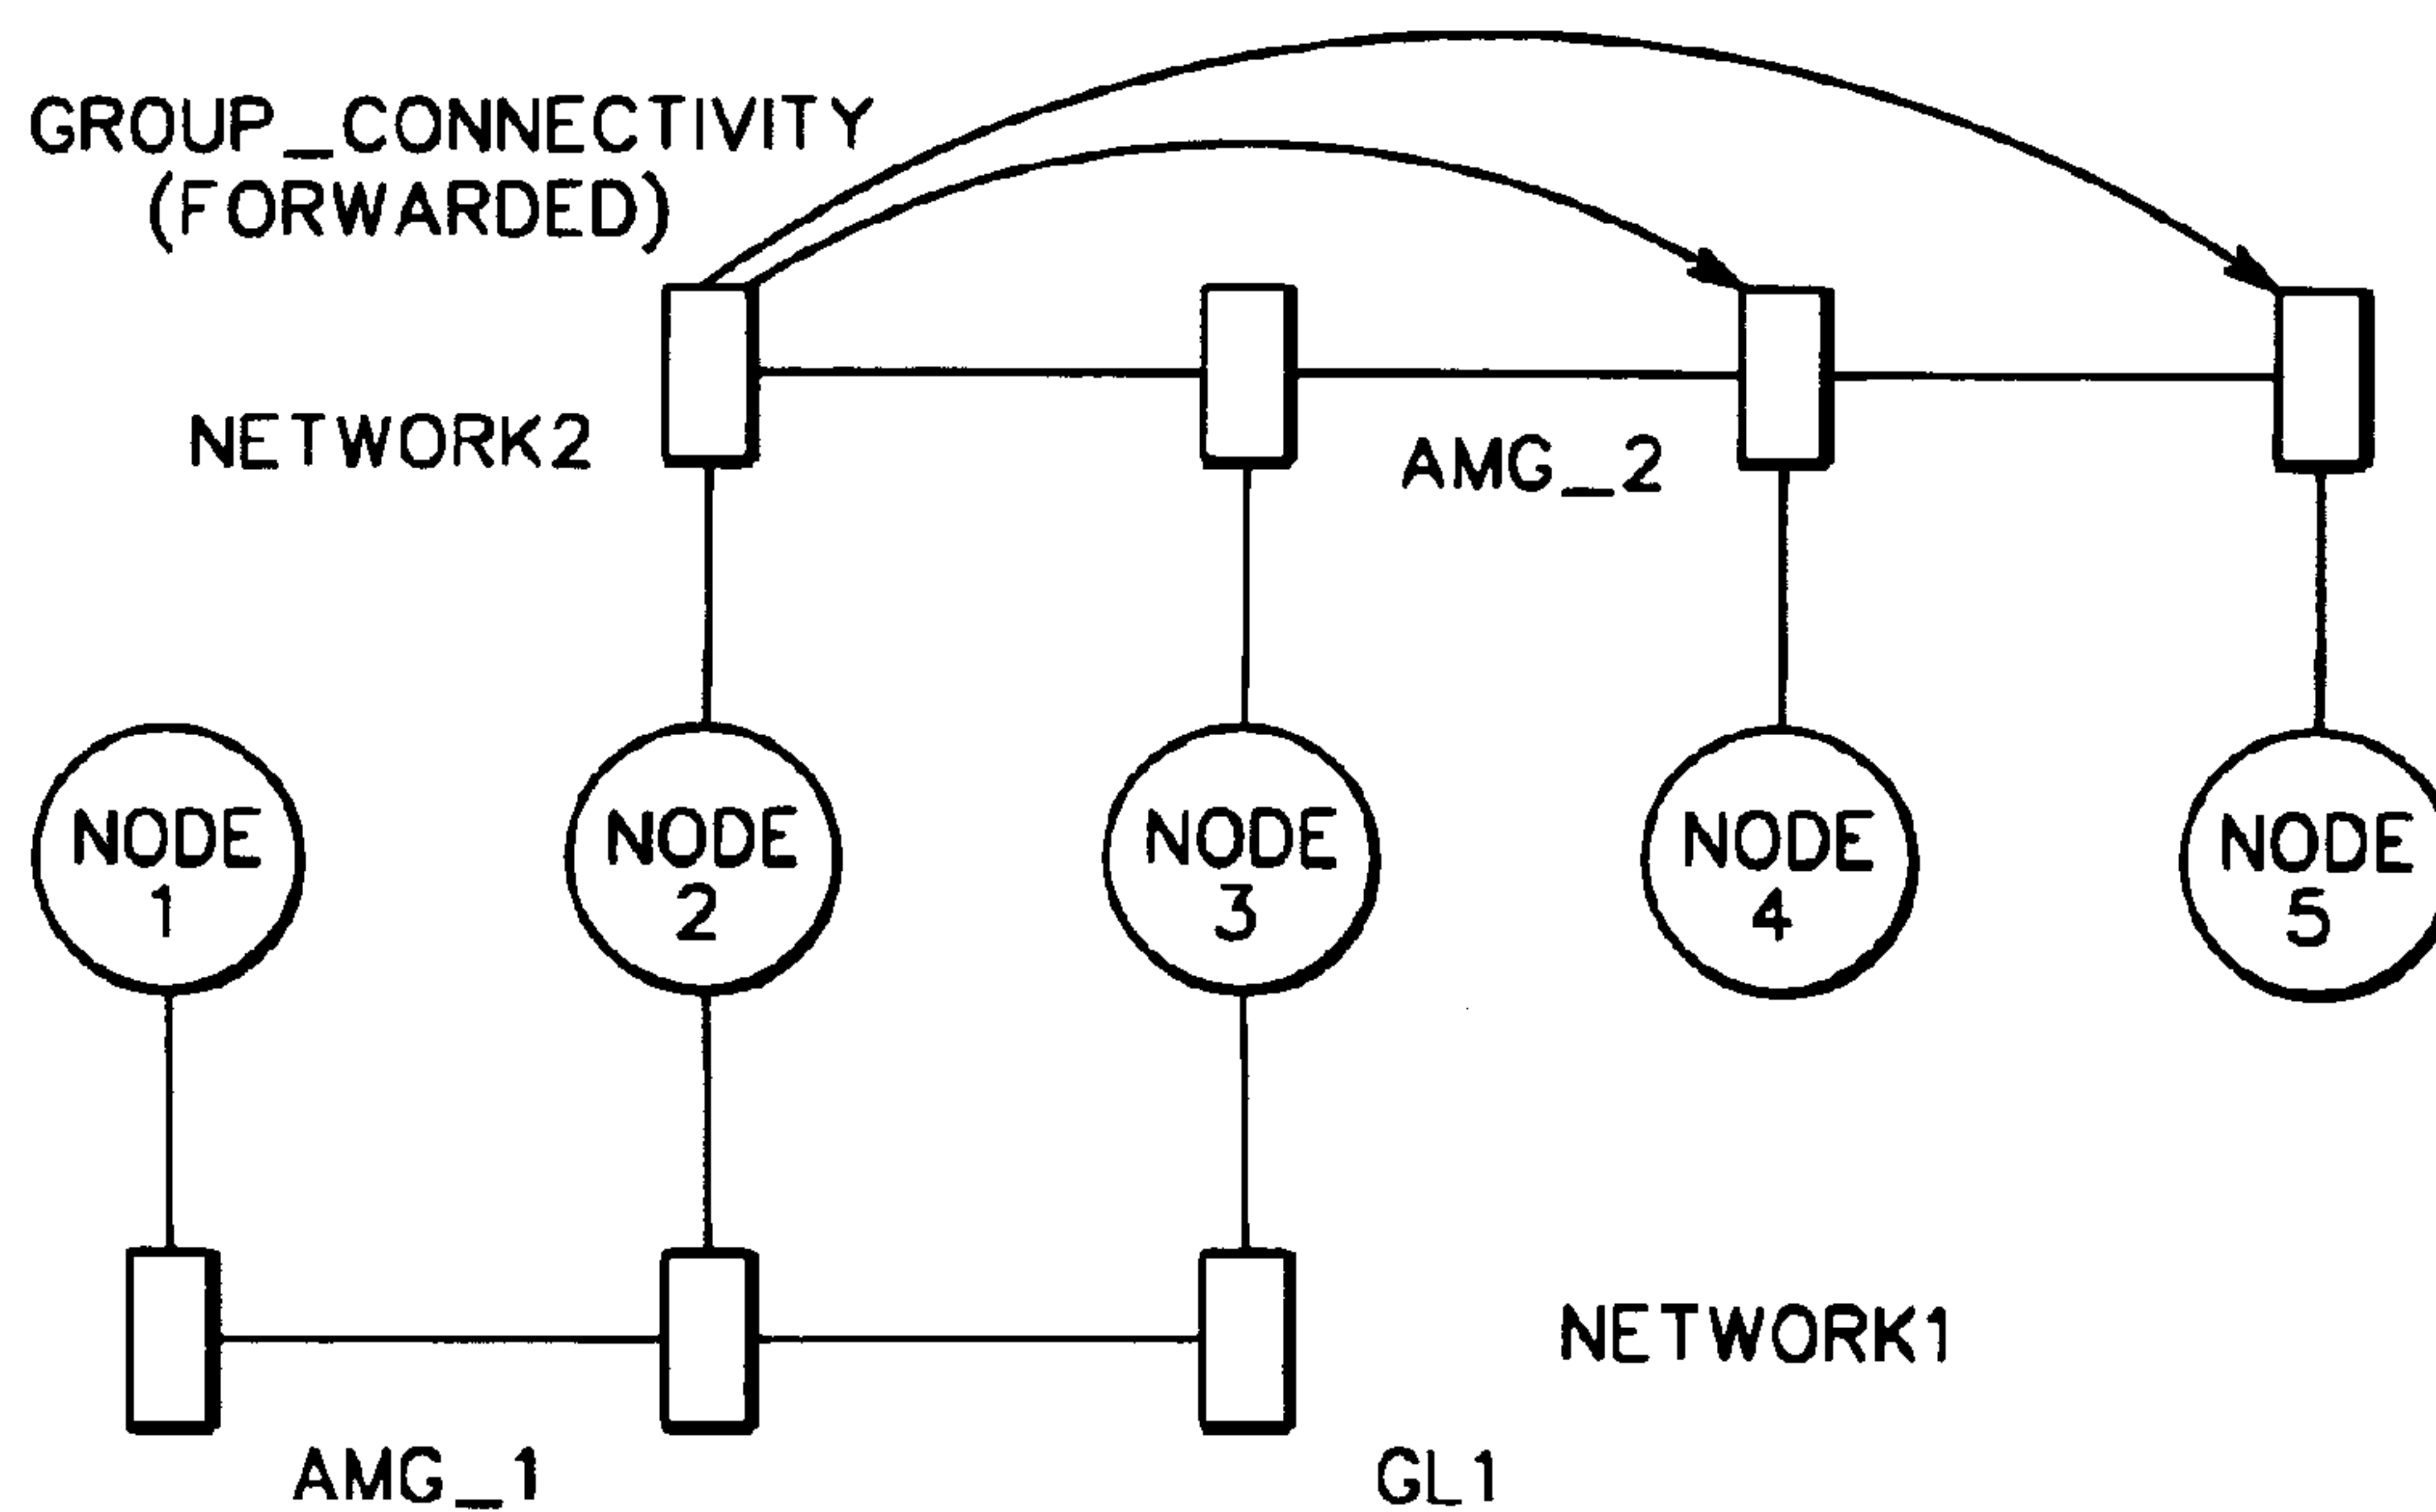 GROUP_CONNECTIVITY
(FORWARDED)
NETWORK2
AMG_2
NODE
1
NODE
2
NODE
3
NODE
4
NODE
5
NETWORK1
AMG_1
GL1